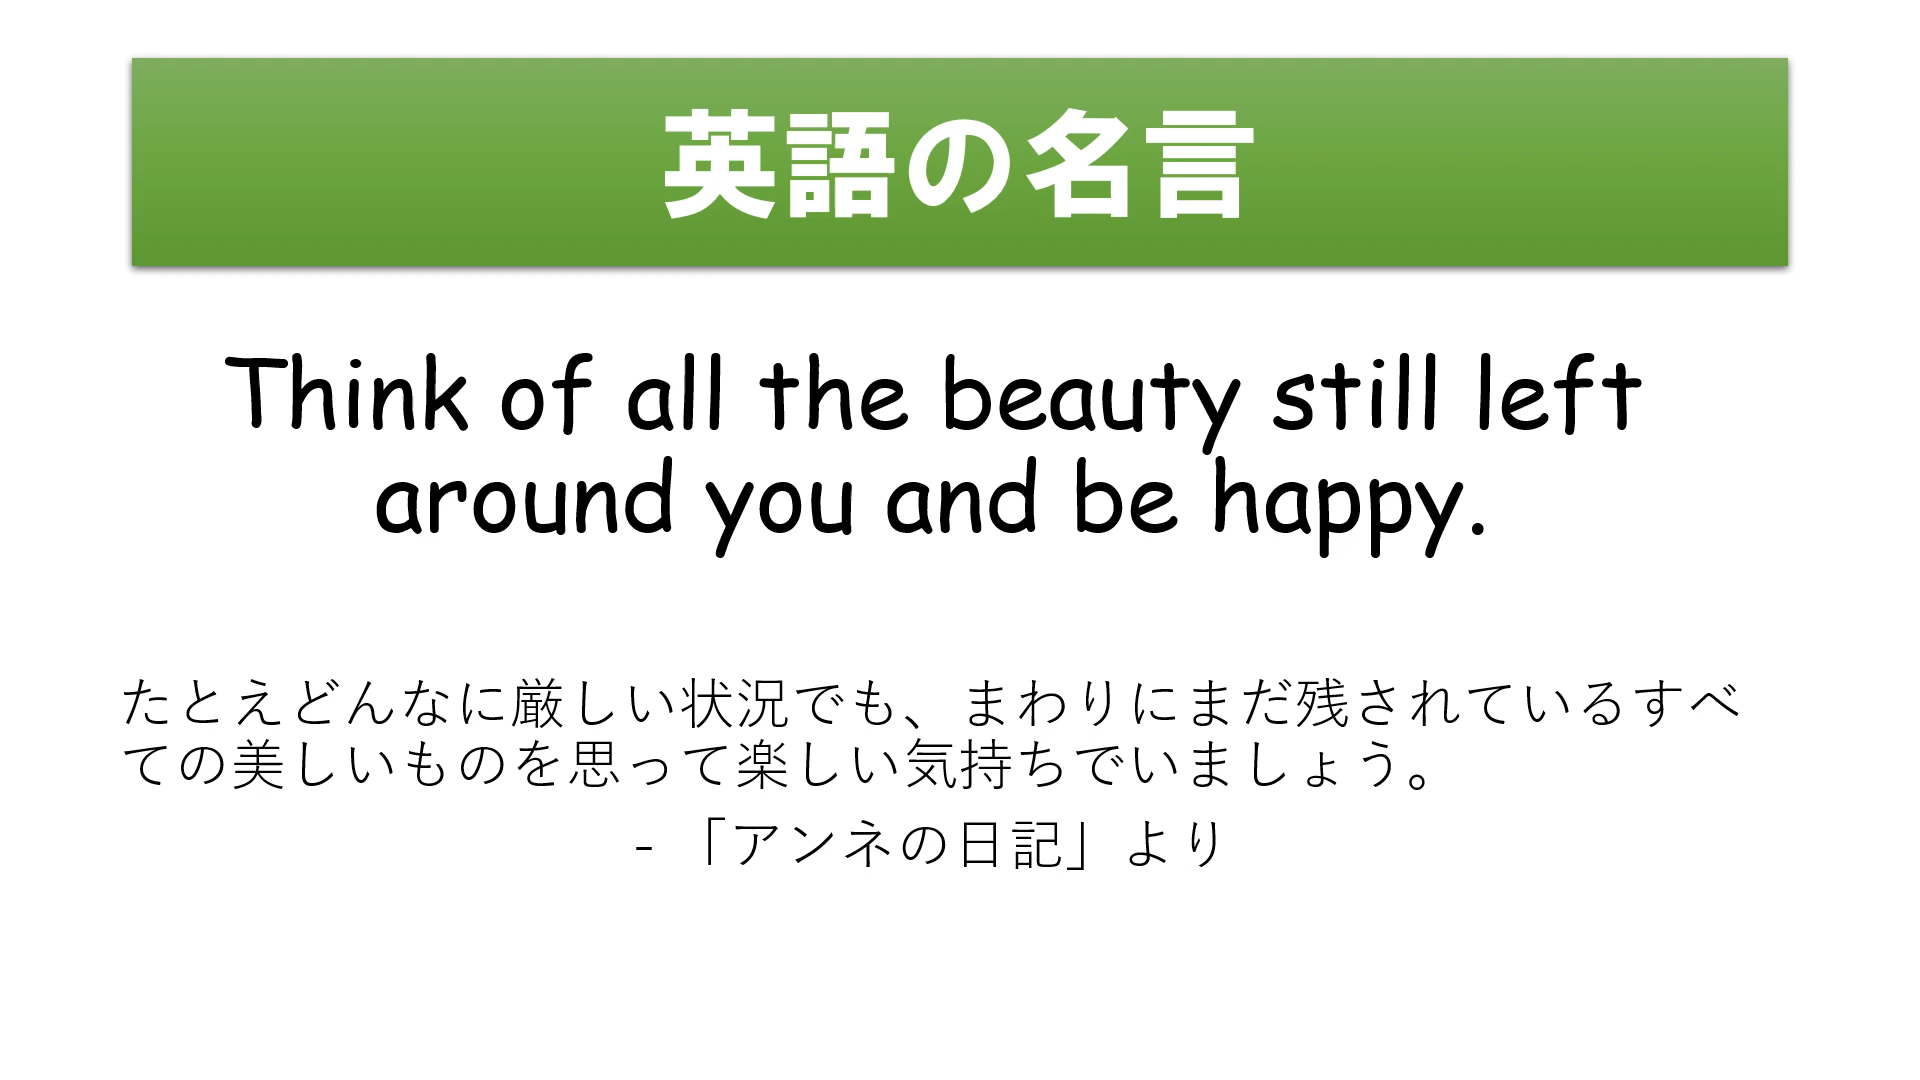 英語の名言
Think of all the beauty still left
around you and be happy.
たとえどんなに厳しい状況でも、まわりにまだ残されているすべ
ての美しいものを思って楽しい気持ちでいましょう。
- 「アンネの日記」より